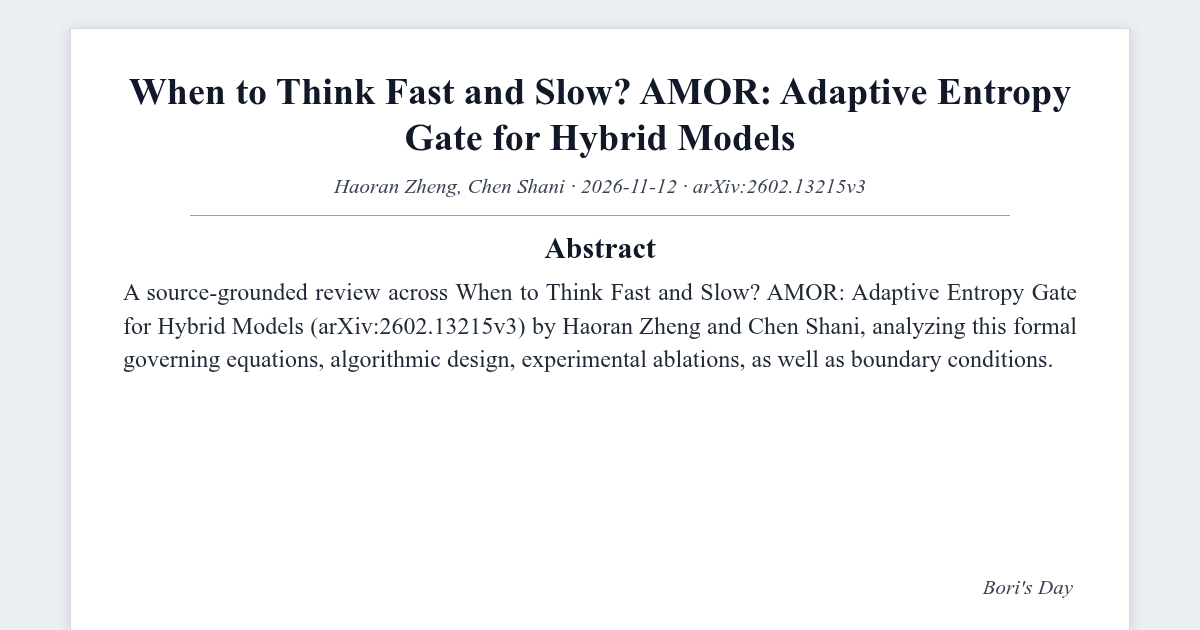 When to Think Fast and Slow? AMOR: Adaptive Entropy
Gate for Hybrid Models
Haoran Zheng, Chen Shani · 2026-11-12 · arXiv:2602.13215v3
Abstract
A source-grounded review across When to Think Fast and Slow? AMOR: Adaptive Entropy Gate
for Hybrid Models (arXiv:2602.13215v3) by Haoran Zheng and Chen Shani, analyzing this formal
governing equations, algorithmic design, experimental ablations, as well as boundary conditions.
Bori's Day